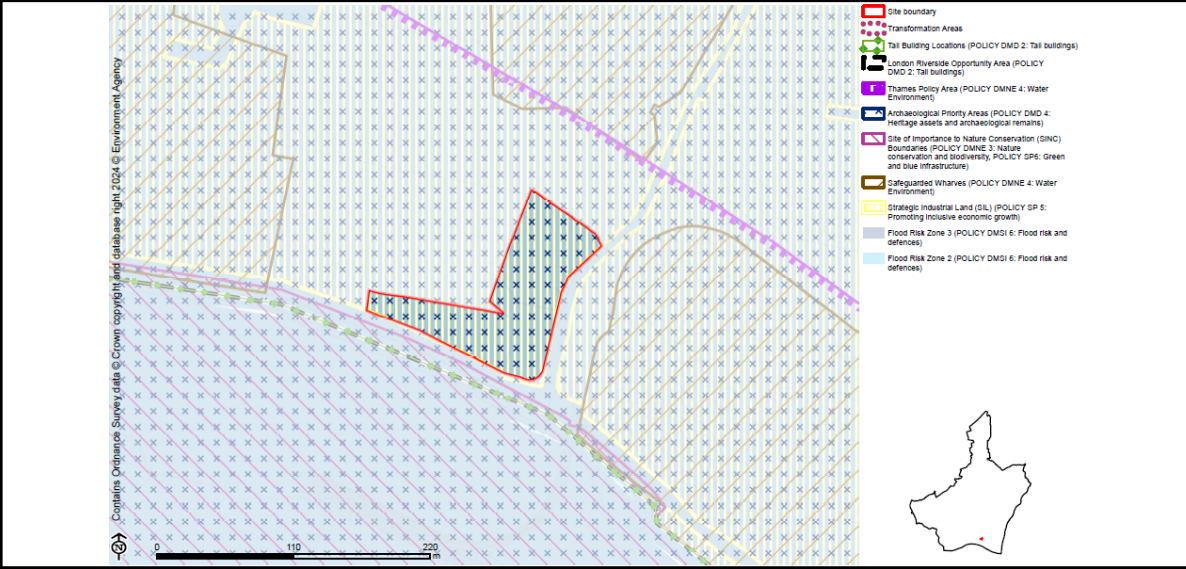 Contains Ordnance Survey data © Crown copyright and database right 2024 © Environment Agency
N
0
110
220
m
Site boundary
Transformation Areas
Tall Building Locations (POLICY DMD 2: Tall buildings)
London Riverside Opportunity Area (POLICY
DMD 2: Tall buildings)
Thames Policy Area (POLICY DMNE 4: Water
Environment)
Archaeological Priority Areas (POLICY DMD 4:
Heritage assets and archaeological remains)
Site of Importance to Nature Conservation (SINC)
Boundaries (POLICY DMNE 3: Nature
conservation and biodiversity, POLICY SP6: Green
and blue infrastructure)
Safeguarded Wharves (POLICY DMNE 4: Water
Environment)
Strategic Industrial Land (SIL) (POLICY SP 5:
Promoting inclusive economic growth)
Flood Risk Zone 3 (POLICY DMSI 6: Flood risk and
defences)
Flood Risk Zone 2 (POLICY DMSI 6: Flood risk and
defences)